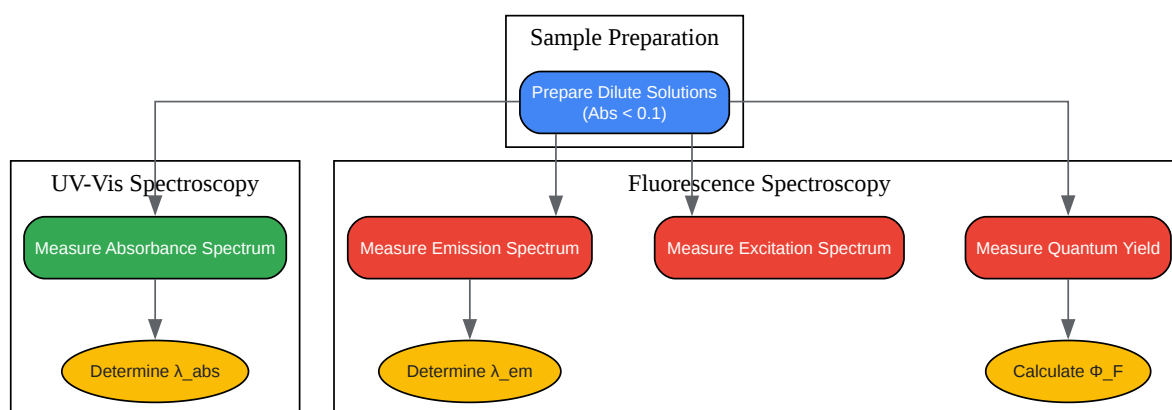 Sample Preparation
Prepare Dilute Solutions
(Abs < 0.1)
UV-Vis Spectroscopy
Fluorescence Spectroscopy
Measure Absorbance Spectrum
Measure Emission Spectrum
Measure Excitation Spectrum
Measure Quantum Yield
Determine λ_abs
Determine λ_em
Calculate Φ_F